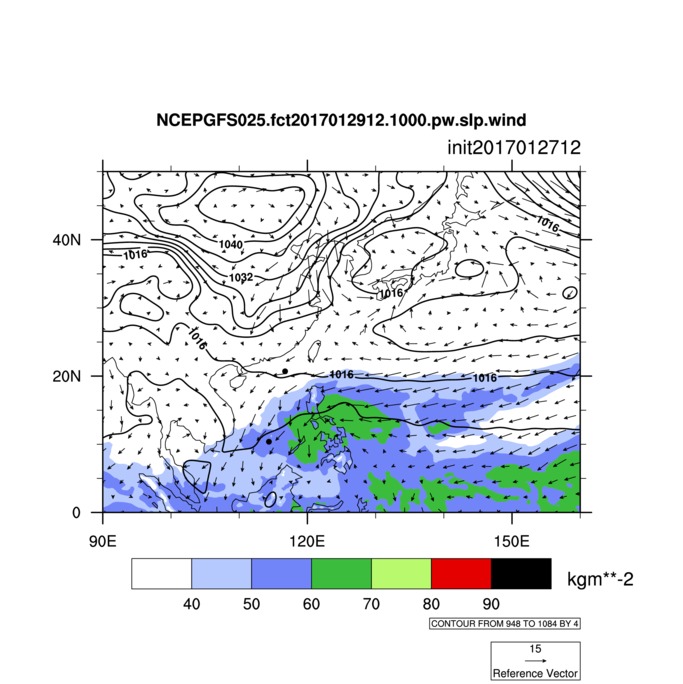 NCEPGFS025.fct2017012912.1000.pw.slp.wind
init2017012712
1016
40N
1040
1016
1032
1016
1016
20N
1016
1016
0
90E 120E 150E
40 50 60 70 80 90
kgm**-2
CONTOUR FROM 948 TO 1084 BY 4
15
Reference Vector